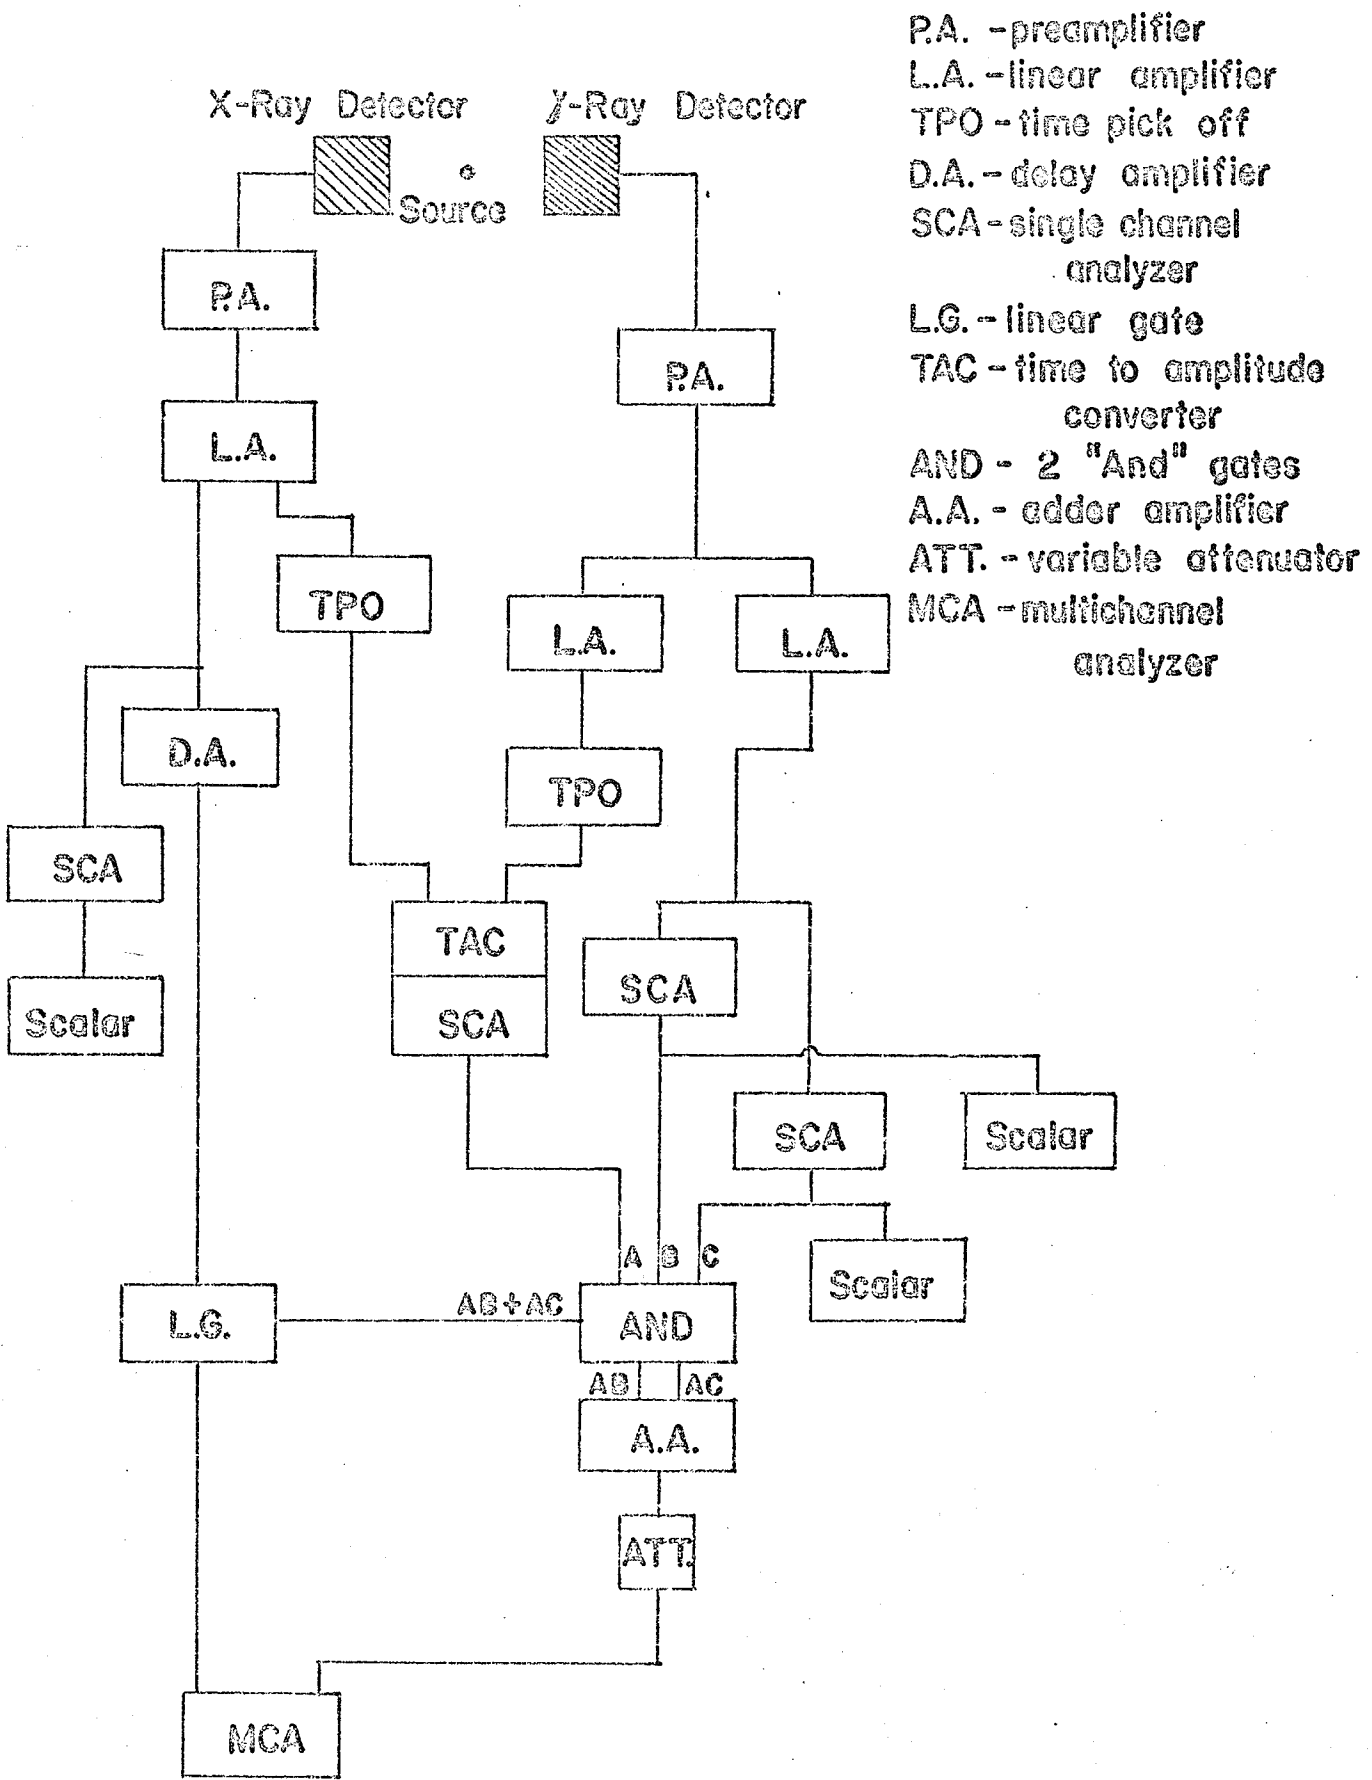 X-Ray Detector
γ-Ray Detector
Source
P.A. - preamplifier
L.A. - linear amplifier
TPO - time pick off
D.A. - delay amplifier
SCA - single channel
analyzer
L.G. - linear gate
TAC - time to amplitude
converter
AND - 2 "And" gates
A.A. - adder amplifier
ATT. - variable attenuator
MCA - multichannel
analyzer
P.A.
P.A.
L.A.
TPO
L.A.
L.A.
D.A.
TPO
SCA
TAC
SCA
Scalar
SCA
SCA
Scalar
A
B
C
Scalar
L.G.
AB+AC
AND
AB
AC
A.A.
ATT.
MCA